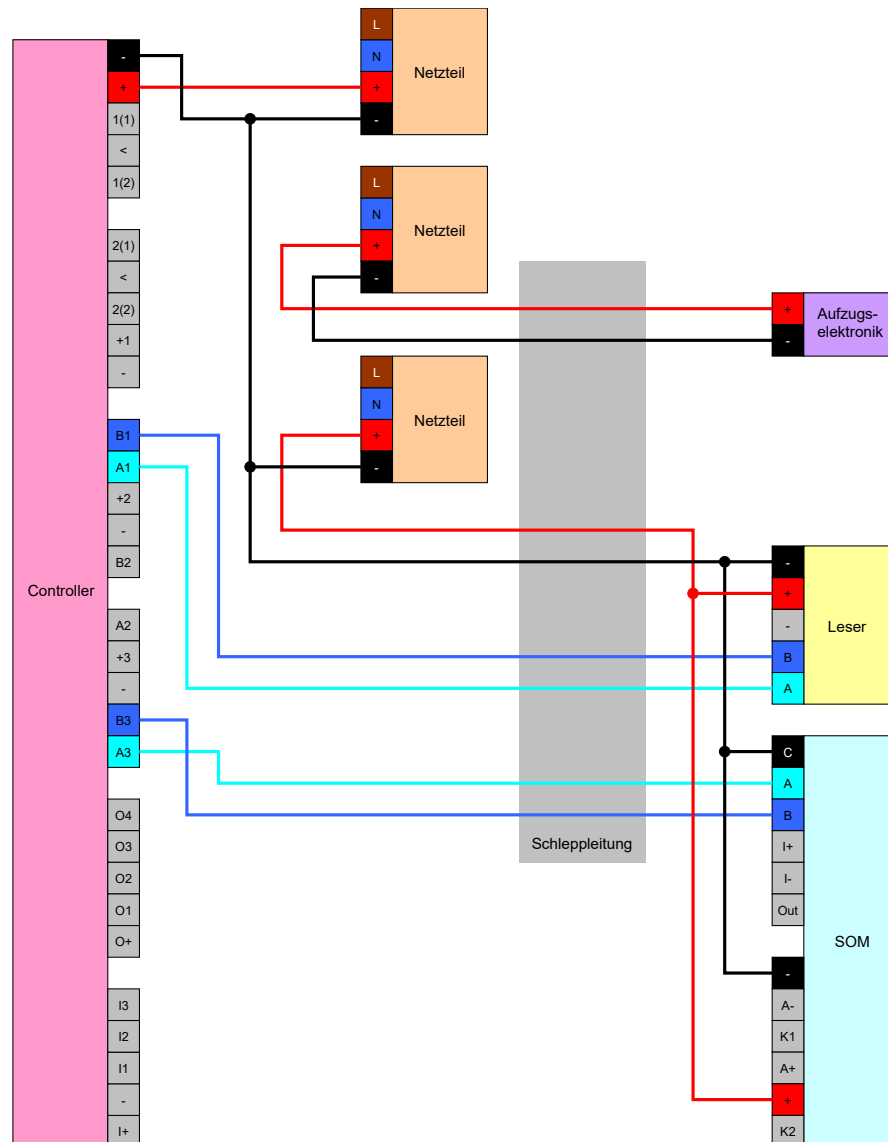 Controller
-
+
1(1)
<
1(2)
2(1)
<
2(2)
+1
-
B1
A1
+2
-
B2
A2
+3
-
B3
A3
O4
O3
O2
O1
O+
I3
I2
I1
-
I+
L
N
+
-
Netzteil
L
N
+
-
Netzteil
L
N
+
-
Netzteil
Schleppleitung
+
-
Aufzugs-
elektronik
-
+
-
B
A
Leser
C
A
B
I+
I-
Out
-
A-
K1
A+
+
K2
SOM